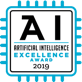 AI
ARTIFICIAL INTELLIGENCE
EXCELLENCE
AWARD
2019